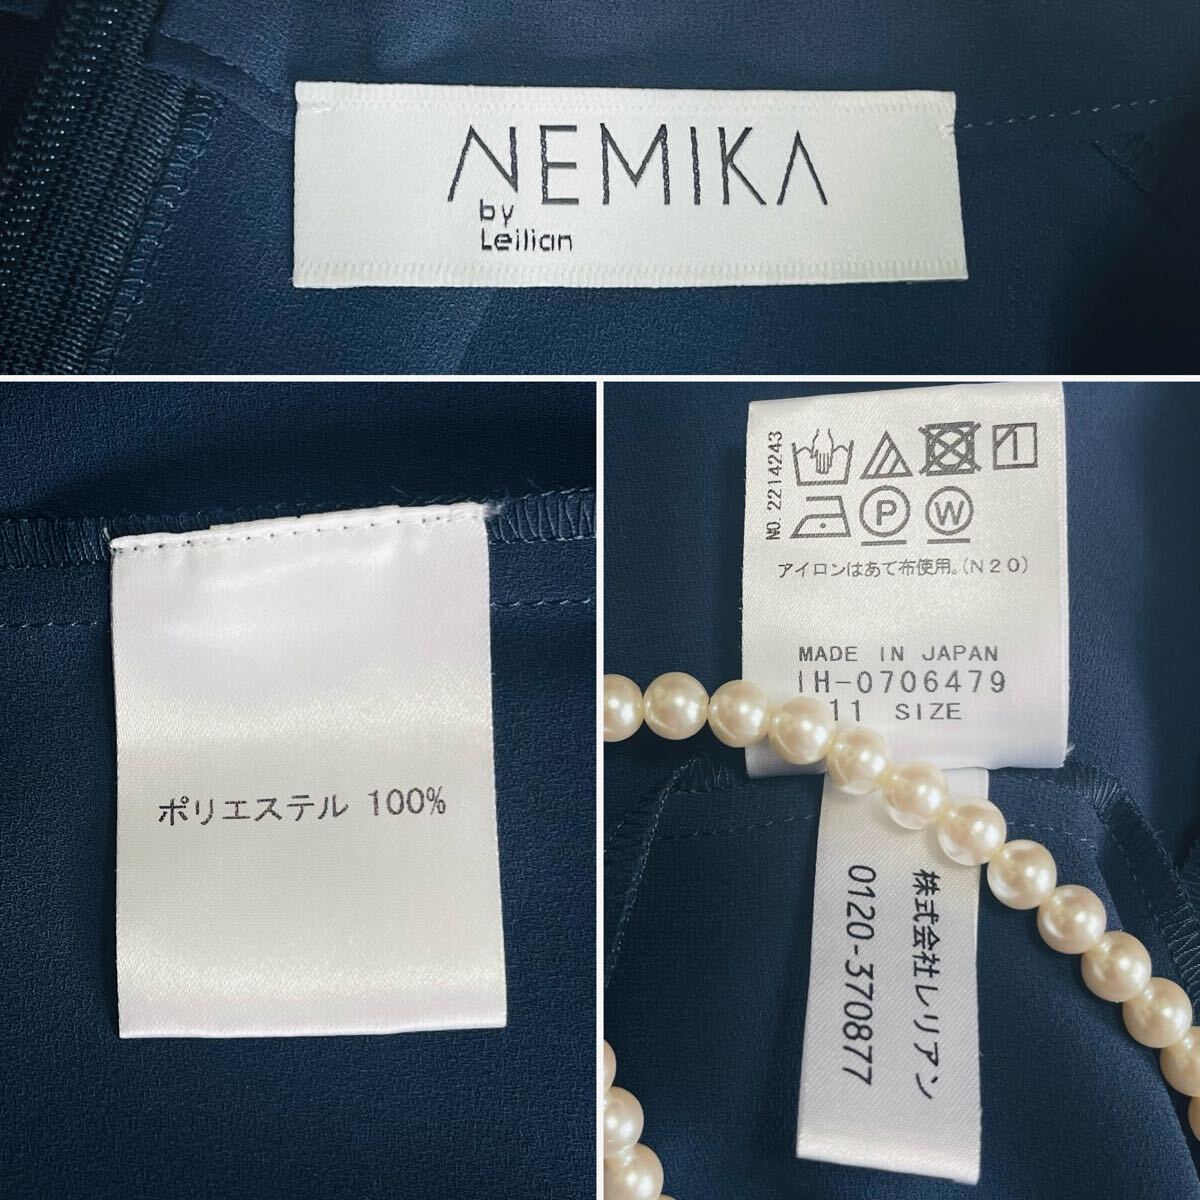 NEMIKA
by
Leilian
ポリエステル 100%
NO.2214243
P
W
アイロンはあて布使用。(N20)
MADE IN JAPAN
IH-0706479
11 SIZE
株式会社レリアン
0120-370877